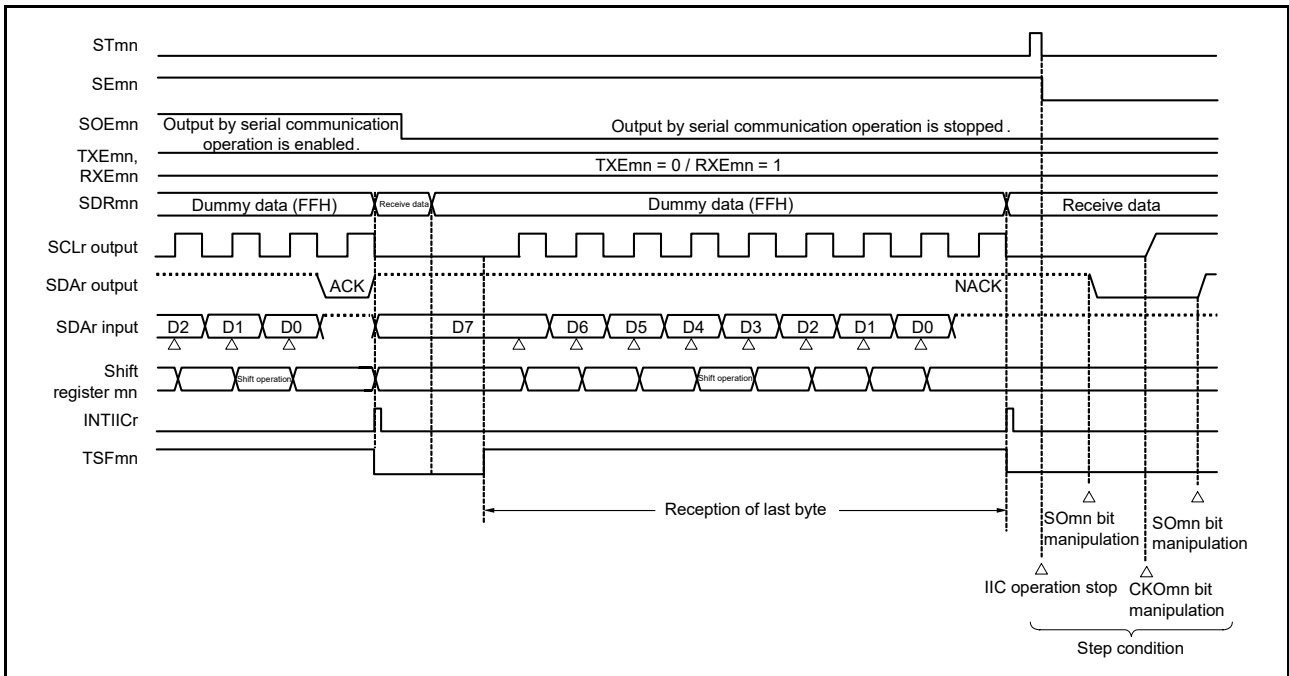 STmn
SEmn
SOEmn
Output by serial communication
operation is enabled.
Output by serial communication operation is stopped.
TXEmn,
RXEmn
TXEmn = 0 / RXEmn = 1
SDRmn
Dummy data (FFH)
Receive data
Dummy data (FFH)
Receive data
SCLr output
SDAr output
ACK
NACK
SDAr input
D2
D1
D0
D7
D6
D5
D4
D3
D2
D1
D0
Shift
register mn
Shift operation
Shift operation
INTIICr
TSFmn
Reception of last byte
SOmn bit
manipulation
SOmn bit
manipulation
IIC operation stop
CKOmn bit
manipulation
Step condition